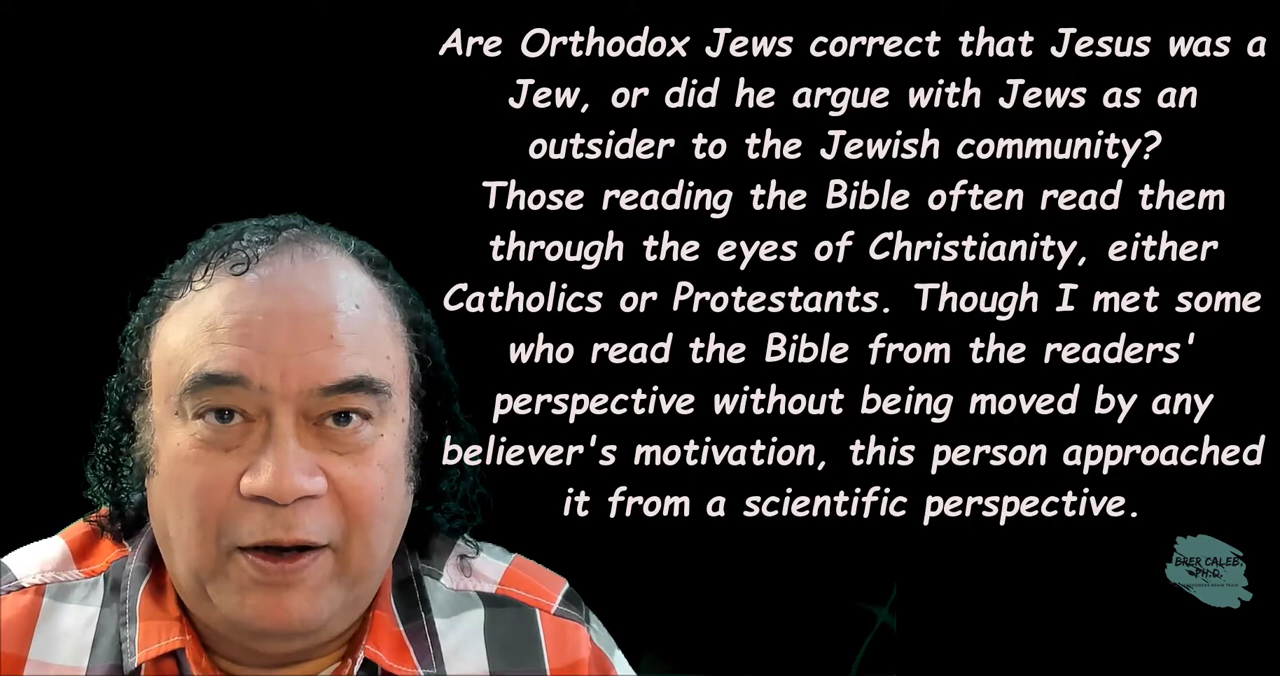 Are Orthodox Jews correct that Jesus was a
Jew, or did he argue with Jews as an
outsider to the Jewish community?
Those reading the Bible often read them
through the eyes of Christianity, either
Catholics or Protestants. Though I met some
who read the Bible from the readers'
perspective without being moved by any
believer's motivation, this person approached
it from a scientific perspective.
BRER CALEB,
PH.D.